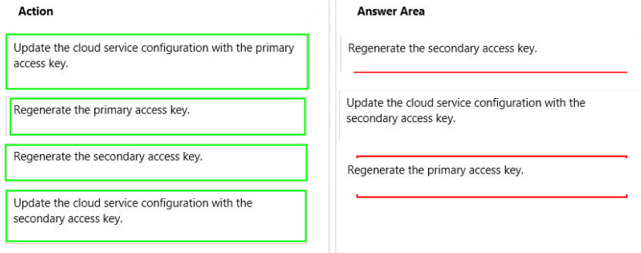 Action
Answer Area
Update the cloud service configuration with the primary
access key.
Regenerate the primary access key.
Regenerate the secondary access key.
Update the cloud service configuration with the
secondary access key.
Regenerate the secondary access key.
Update the cloud service configuration with the
secondary access key.
Regenerate the primary access key.